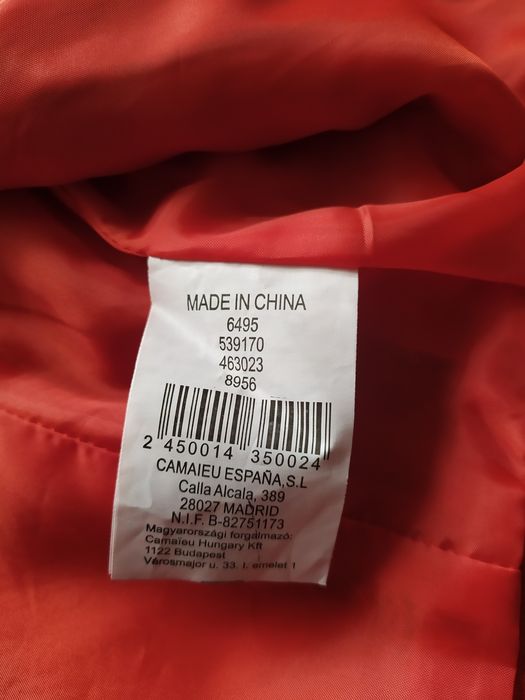 MADE IN CHINA
6495
539170
463023
8956
2 450014 350024
CAMAIEU ESPAÑA,S.L
Calla Alcala, 389
28027 MADRID
N.I.F. B-82751173
Magyarországi forgalmazó:
Camaieu Hungary Kft
1122 Budapest
Városmajor u. 33. I. emelet 1